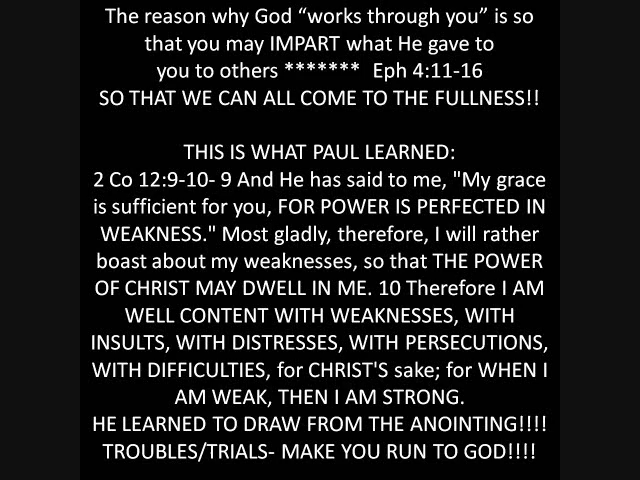 The reason why God “works through you” is so
that you may IMPART what He gave to
you to others *******  Eph 4:11-16
SO THAT WE CAN ALL COME TO THE FULLNESS!!
THIS IS WHAT PAUL LEARNED:
2 Co 12:9-10- 9 And He has said to me, "My grace
is sufficient for you, FOR POWER IS PERFECTED IN
WEAKNESS." Most gladly, therefore, I will rather
boast about my weaknesses, so that THE POWER
OF CHRIST MAY DWELL IN ME. 10 Therefore I AM
WELL CONTENT WITH WEAKNESSES, WITH
INSULTS, WITH DISTRESSES, WITH PERSECUTIONS,
WITH DIFFICULTIES, for CHRIST'S sake; for WHEN I
AM WEAK, THEN I AM STRONG.
HE LEARNED TO DRAW FROM THE ANOINTING!!!!
TROUBLES/TRIALS- MAKE YOU RUN TO GOD!!!!